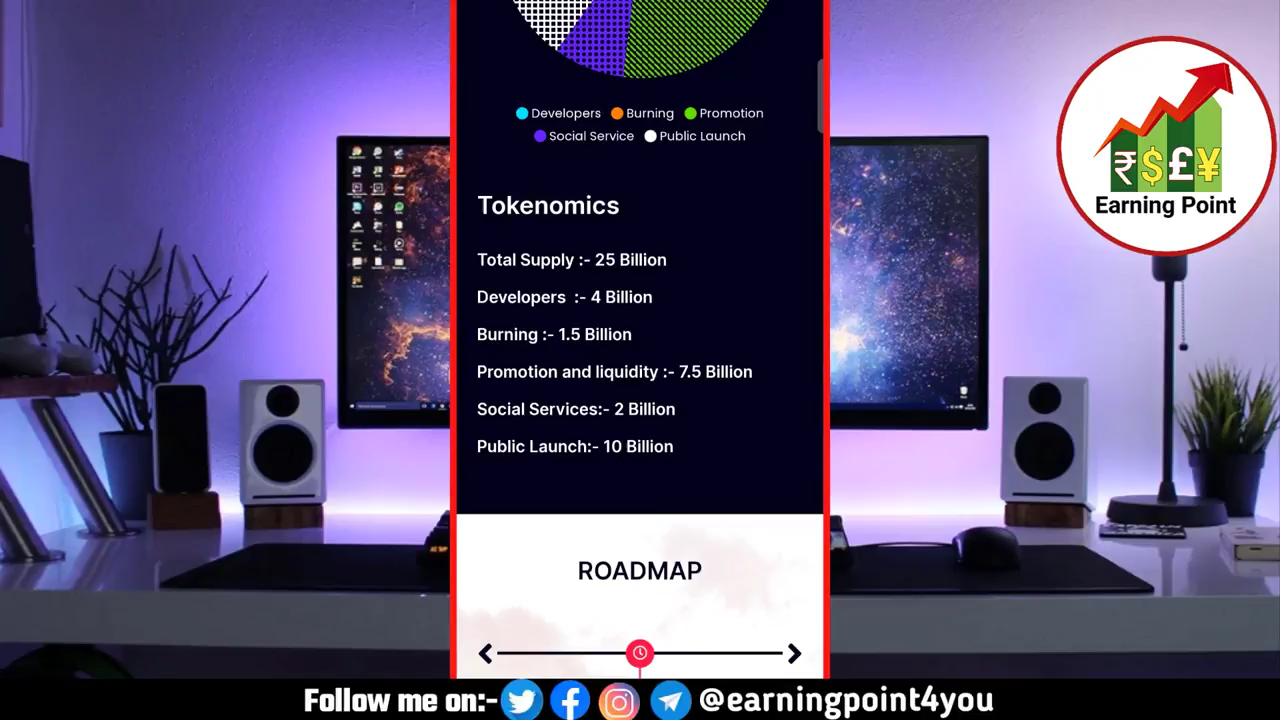 Developers Burning Promotion
Social Service Public Launch
Tokenomics
Total Supply :- 25 Billion
Developers :- 4 Billion
Burning :- 1.5 Billion
Promotion and liquidity :- 7.5 Billion
Social Services:- 2 Billion
Public Launch:- 10 Billion
ROADMAP
₹$£¥
Earning Point
Follow me on:- @earningpoint4you